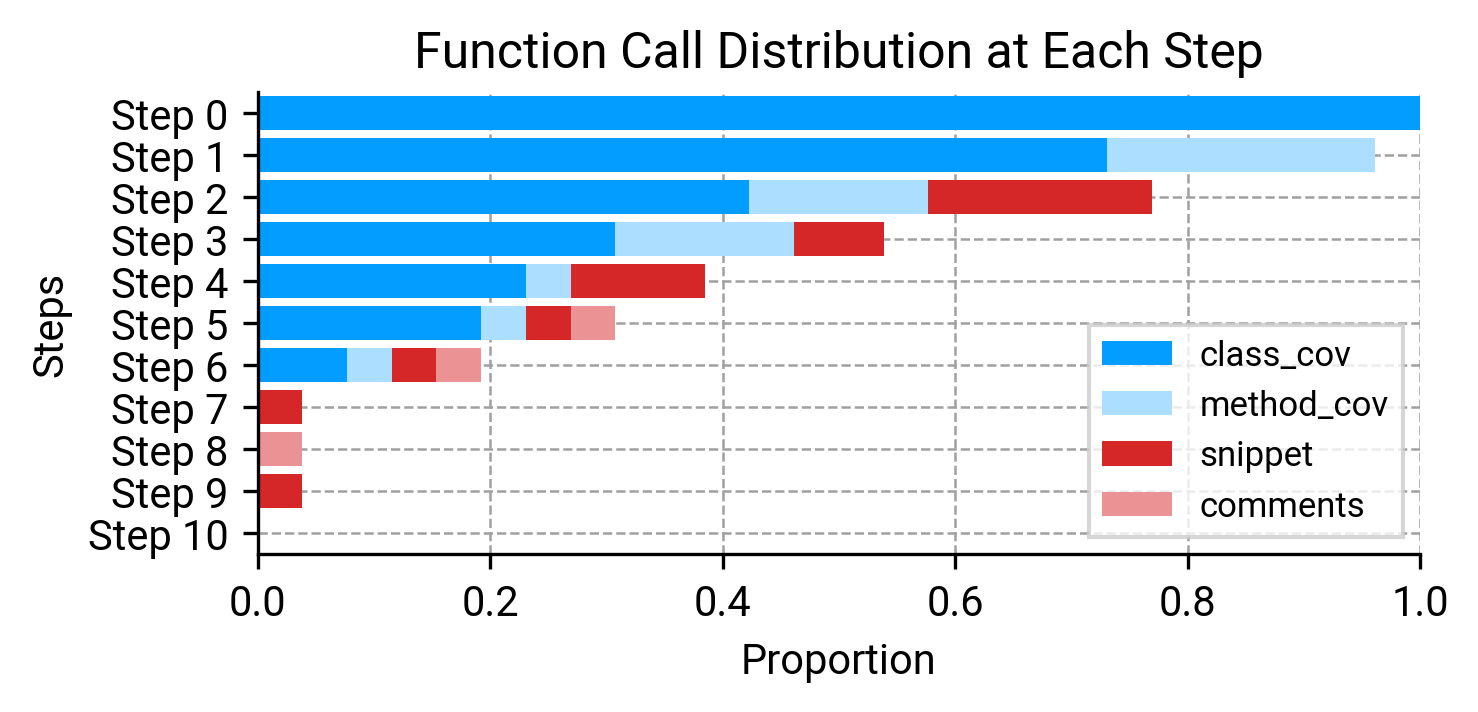 Function Call Distribution at Each Step
Step 0
Step 1
Step 2
Step 3
Step 4
Step 5
Step 6
Step 7
Step 8
Step 9
Step 10
Steps
class_cov
method_cov
snippet
comments
0.0 0.2 0.4 0.6 0.8 1.0
Proportion